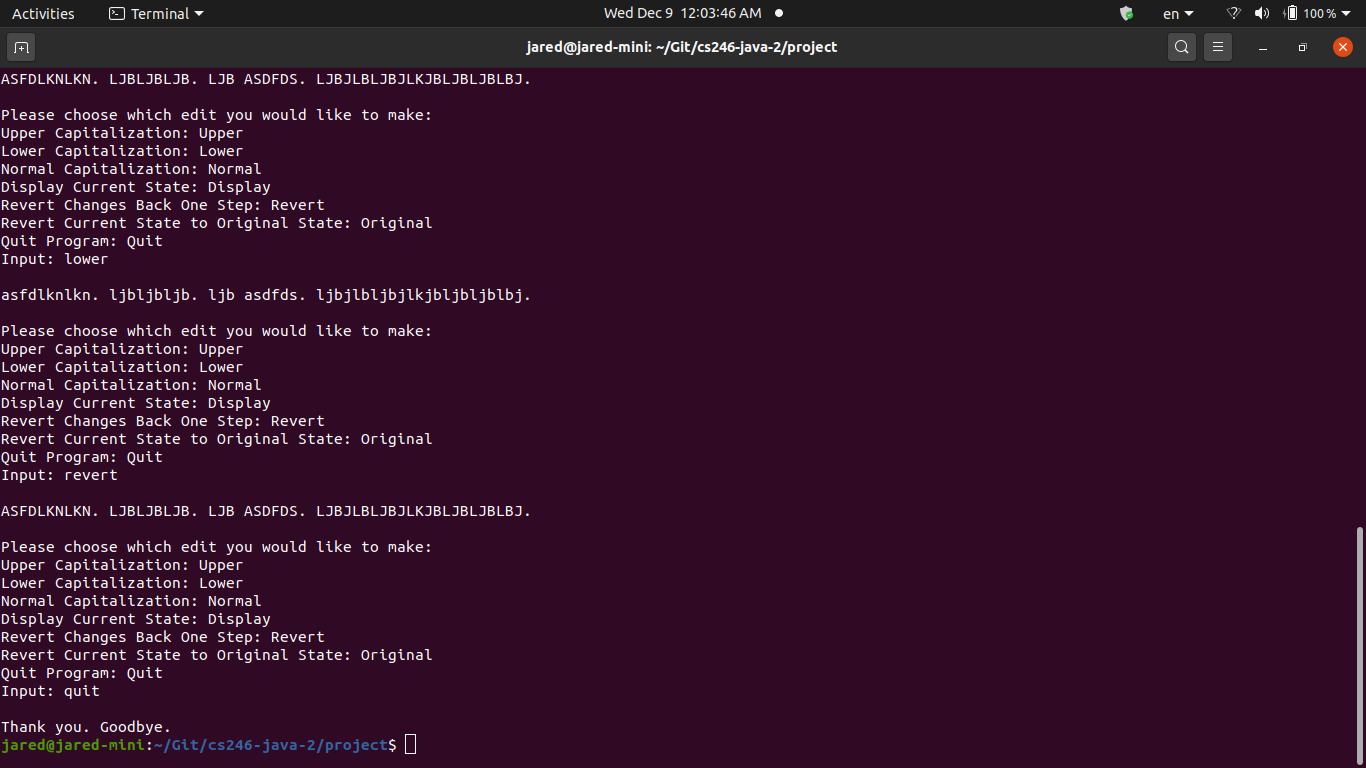 Activities Terminal Wed Dec 9 12:03:46 AM en 100 %
jared@jared-mini: ~/Git/cs246-java-2/project
ASFDLKNLKN. LJBLJBLJB. LJB ASDFDS. LJBJLBLJBJLKJBLJBLJBLBJ.
Please choose which edit you would like to make:
Upper Capitalization: Upper
Lower Capitalization: Lower
Normal Capitalization: Normal
Display Current State: Display
Revert Changes Back One Step: Revert
Revert Current State to Original State: Original
Quit Program: Quit
Input: lower
asfdlknlkn. ljbljbljb. ljb asdfds. ljbjlbljbjlkjbljbljblbj.
Please choose which edit you would like to make:
Upper Capitalization: Upper
Lower Capitalization: Lower
Normal Capitalization: Normal
Display Current State: Display
Revert Changes Back One Step: Revert
Revert Current State to Original State: Original
Quit Program: Quit
Input: revert
ASFDLKNLKN. LJBLJBLJB. LJB ASDFDS. LJBJLBLJBJLKJBLJBLJBLBJ.
Please choose which edit you would like to make:
Upper Capitalization: Upper
Lower Capitalization: Lower
Normal Capitalization: Normal
Display Current State: Display
Revert Changes Back One Step: Revert
Revert Current State to Original State: Original
Quit Program: Quit
Input: quit
Thank you. Goodbye.
jared@jared-mini:~/Git/cs246-java-2/project$